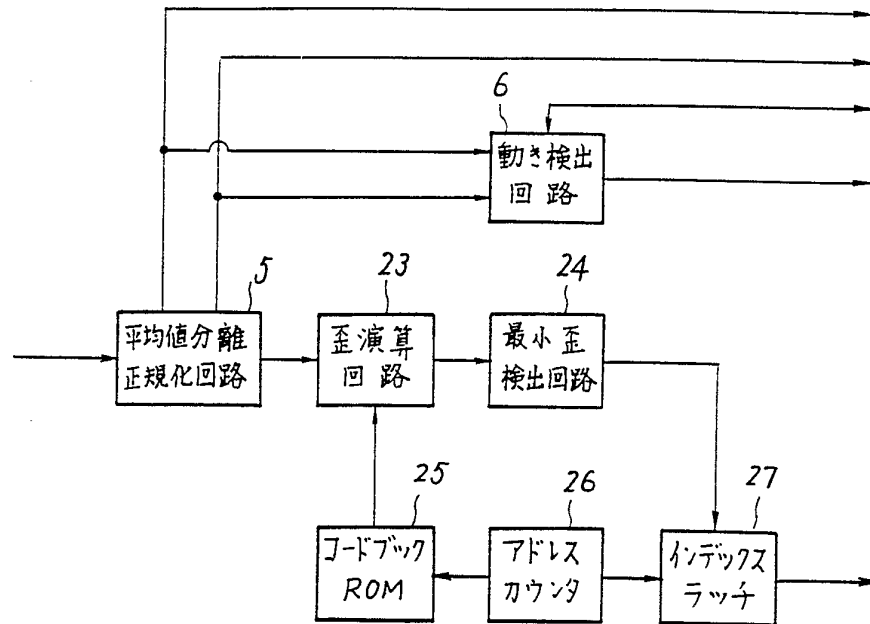 6
動き検出
回路
5
平均値分離
正規化回路
23
歪演算
回路
24
最小歪
検出回路
25
コードブック
ROM
26
アドレス
カウンタ
27
インデックス
ラッチ